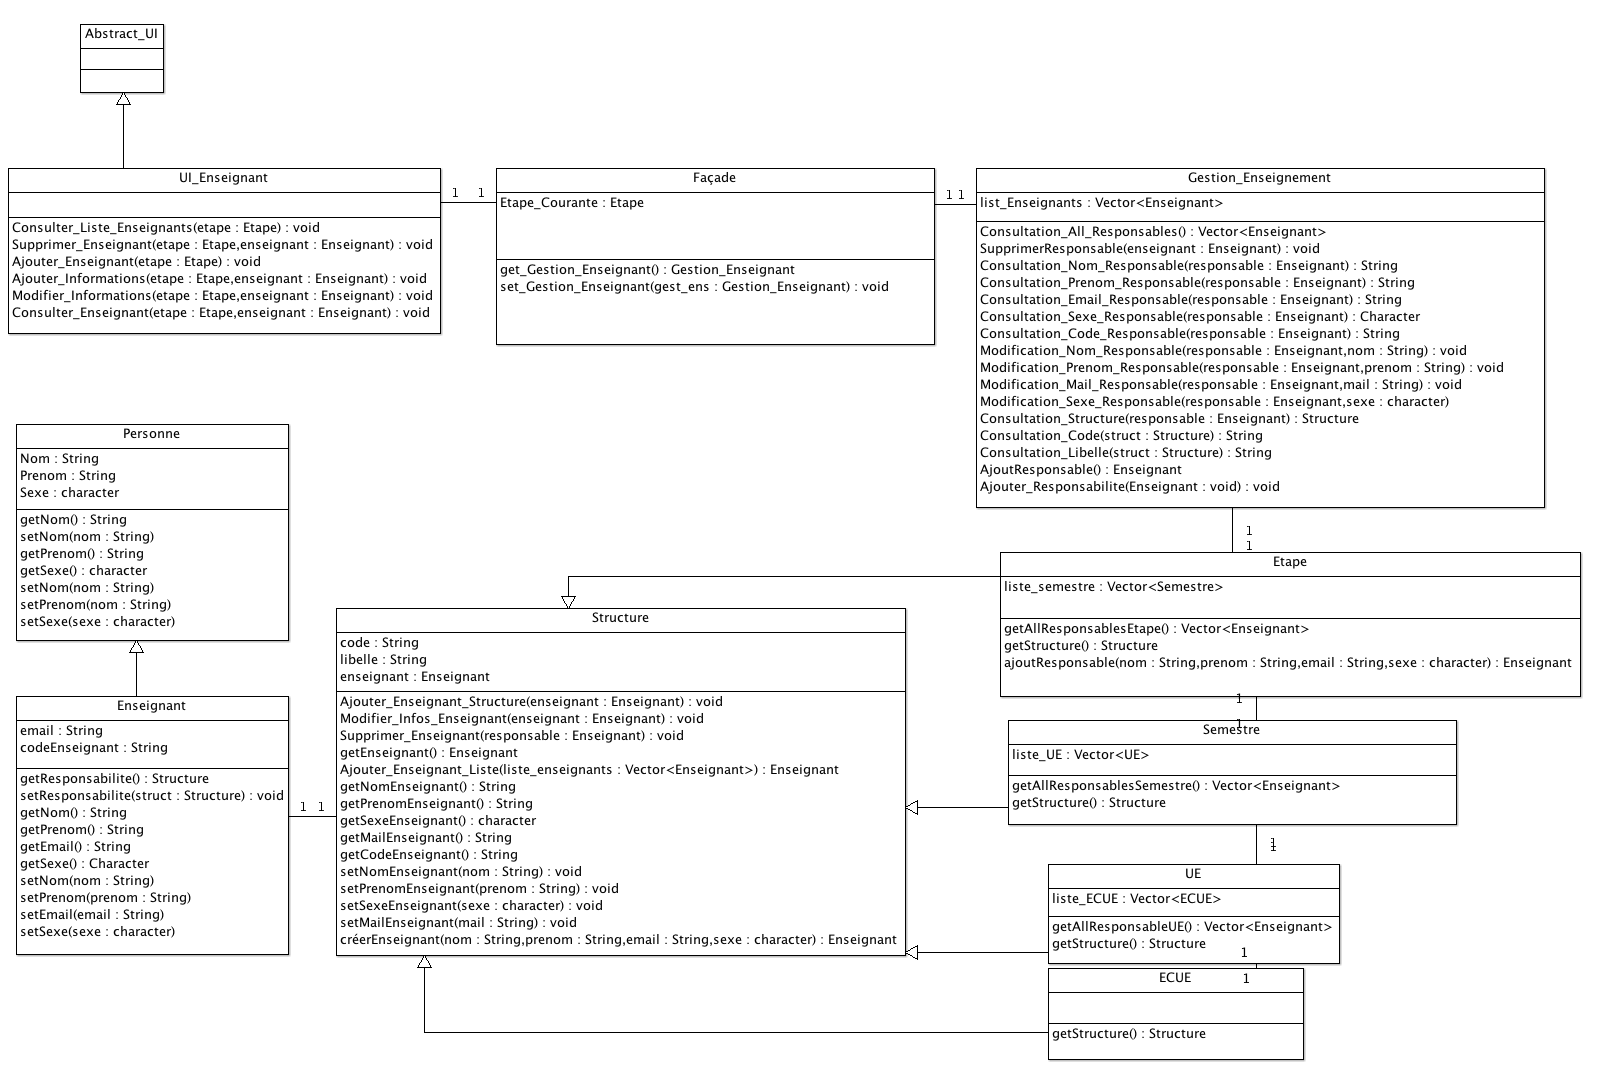 Abstract_UI
UI_Enseignant
Consulter_Liste_Enseignants(etape : Etape) : void
Supprimer_Enseignant(etape : Etape,enseignant : Enseignant) : void
Ajouter_Enseignant(etape : Etape) : void
Ajouter_Informations(etape : Etape,enseignant : Enseignant) : void
Modifier_Informations(etape : Etape,enseignant : Enseignant) : void
Consulter_Enseignant(etape : Etape,enseignant : Enseignant) : void
1 1
Façade
Etape_Courante : Etape
get_Gestion_Enseignant() : Gestion_Enseignant
set_Gestion_Enseignant(gest_ens : Gestion_Enseignant) : void
1 1
Gestion_Enseignement
list_Enseignants : Vector<Enseignant>
Consultation_All_Responsables() : Vector<Enseignant>
SupprimerResponsable(enseignant : Enseignant) : void
Consultation_Nom_Responsable(responsable : Enseignant) : String
Consultation_Prenom_Responsable(responsable : Enseignant) : String
Consultation_Email_Responsable(responsable : Enseignant) : String
Consultation_Sexe_Responsable(responsable : Enseignant) : Character
Consultation_Code_Responsable(responsable : Enseignant) : String
Modification_Nom_Responsable(responsable : Enseignant,nom : String) : void
Modification_Prenom_Responsable(responsable : Enseignant,prenom : String) : void
Modification_Mail_Responsable(responsable : Enseignant,mail : String) : void
Modification_Sexe_Responsable(responsable : Enseignant,sexe : character)
Consultation_Structure(responsable : Enseignant) : Structure
Consultation_Code(struct : Structure) : String
Consultation_Libelle(struct : Structure) : String
AjoutResponsable() : Enseignant
Ajouter_Responsabilite(Enseignant : void) : void
1
1
Personne
Nom : String
Prenom : String
Sexe : character
getNom() : String
setNom(nom : String)
getPrenom() : String
getSexe() : character
setNom(nom : String)
setPrenom(nom : String)
setSexe(sexe : character)
Enseignant
email : String
codeEnseignant : String
getResponsabilite() : Structure
setResponsabilite(struct : Structure) : void
getNom() : String
getPrenom() : String
getEmail() : String
getSexe() : Character
setNom(nom : String)
setPrenom(prenom : String)
setEmail(email : String)
setSexe(sexe : character)
1 1
Structure
code : String
libelle : String
enseignant : Enseignant
Ajouter_Enseignant_Structure(enseignant : Enseignant) : void
Modifier_Infos_Enseignant(enseignant : Enseignant) : void
Supprimer_Enseignant(responsable : Enseignant) : void
getEnseignant() : Enseignant
Ajouter_Enseignant_Liste(liste_enseignants : Vector<Enseignant>) : Enseignant
getNomEnseignant() : String
getPrenomEnseignant() : String
getSexeEnseignant() : character
getMailEnseignant() : String
getCodeEnseignant() : String
setNomEnseignant(nom : String) : void
setPrenomEnseignant(prenom : String) : void
setSexeEnseignant(sexe : character) : void
setMailEnseignant(mail : String) : void
créerEnseignant(nom : String,prenom : String,email : String,sexe : character) : Enseignant
Etape
liste_semestre : Vector<Semestre>
getAllResponsablesEtape() : Vector<Enseignant>
getStructure() : Structure
ajoutResponsable(nom : String,prenom : String,email : String,sexe : character) : Enseignant
1
1
Semestre
liste_UE : Vector<UE>
getAllResponsablesSemestre() : Vector<Enseignant>
getStructure() : Structure
1
1
UE
liste_ECUE : Vector<ECUE>
getAllResponsableUE() : Vector<Enseignant>
getStructure() : Structure
1
1
ECUE
getStructure() : Structure